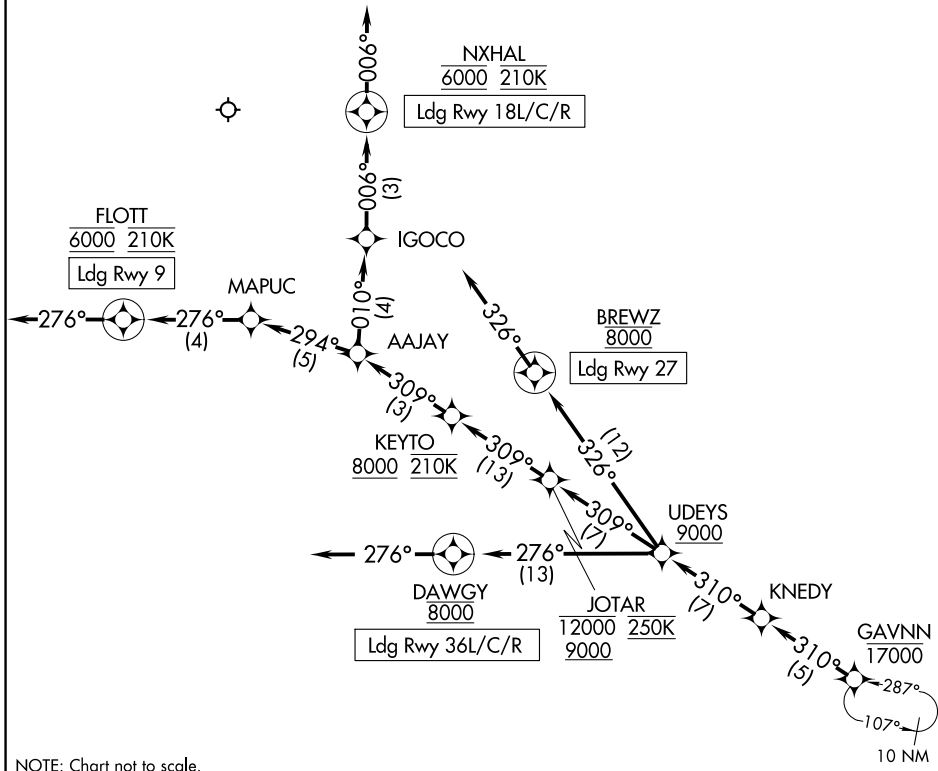 006°
NXHAL
6000 210K
Ldg Rwy 18L/C/R
006°
(3)
FLOTT
6000 210K
Ldg Rwy 9
IGOCO
MAPUC
010°
(4)
326°
BREWZ
8000
Ldg Rwy 27
276°
276°
(4)
294°
(5)
AAJAY
309°
(3)
KEYTO
8000 210K
309°
(13)
(12)
326°
309°
(7)
UDEYS
9000
276°
276°
(13)
DAWGY
8000
Ldg Rwy 36L/C/R
JOTAR
12000 250K
9000
310°
(7)
KNEDY
310°
(5)
GAVNN
17000
287°
107°
10 NM
NOTE: Chart not to scale.